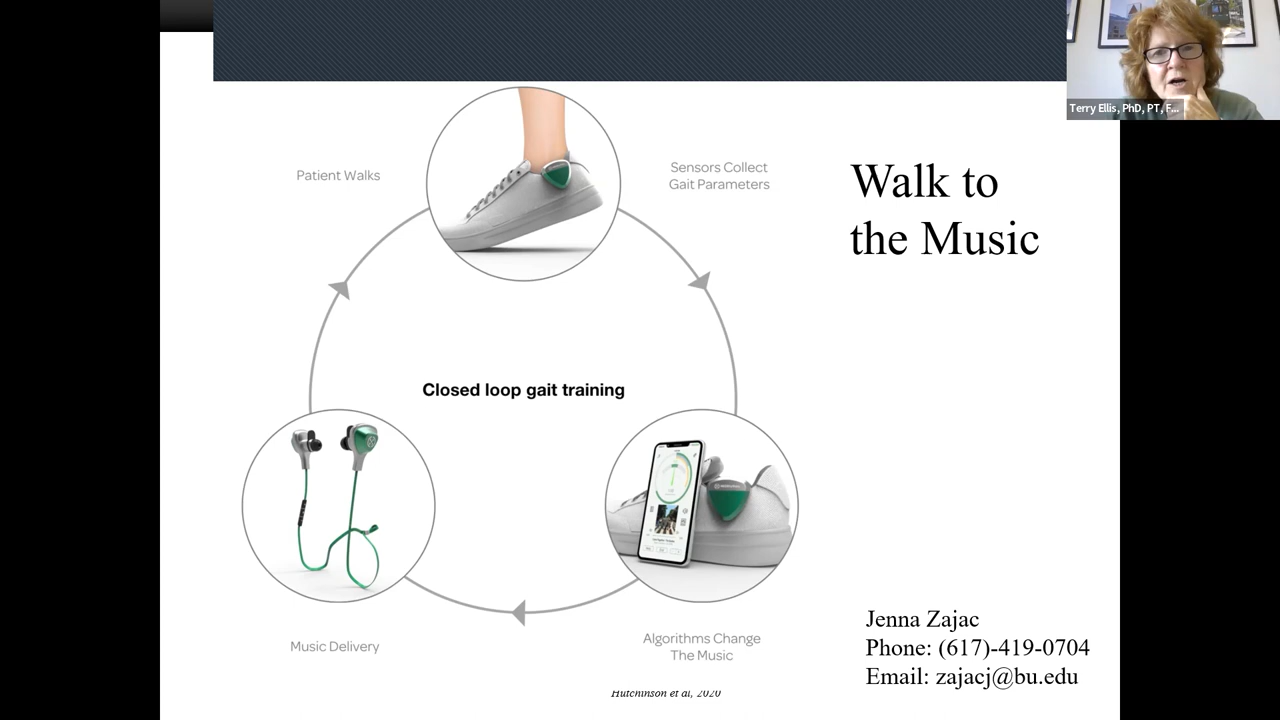 Terry Ellis, PhD, PT, F...
Patient Walks
Sensors Collect
Gait Parameters
Walk to
the Music
Closed loop gait training
Music Delivery
Algorithms Change
The Music
Jenna Zajac
Phone: (617)-419-0704
Email: zajacj@bu.edu
Hutchinson et al, 2020